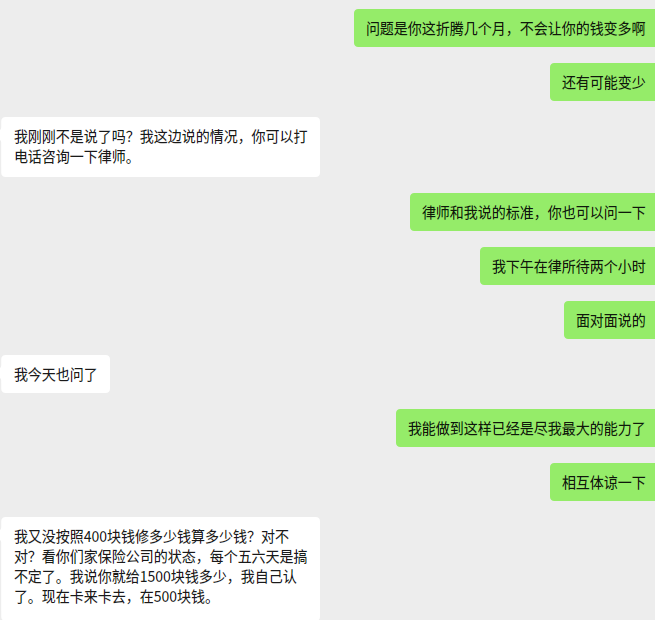 问题是你这折腾几个月，不会让你的钱变多啊
还有可能变少
我刚刚不是说了吗？我这边说的情况，你可以打
电话咨询一下律师。
律师和我说的标准，你也可以问一下
我下午在律所待两个小时
面对面说的
我今天也问了
我能做到这样已经是尽我最大的能力了
相互体谅一下
我又没按照400块钱修多少钱算多少钱？对不
对？看你们家保险公司的状态，每个五六天是搞
不定了。我说你就给1500块钱多少，我自己认
了。现在卡来卡去，在500块钱。